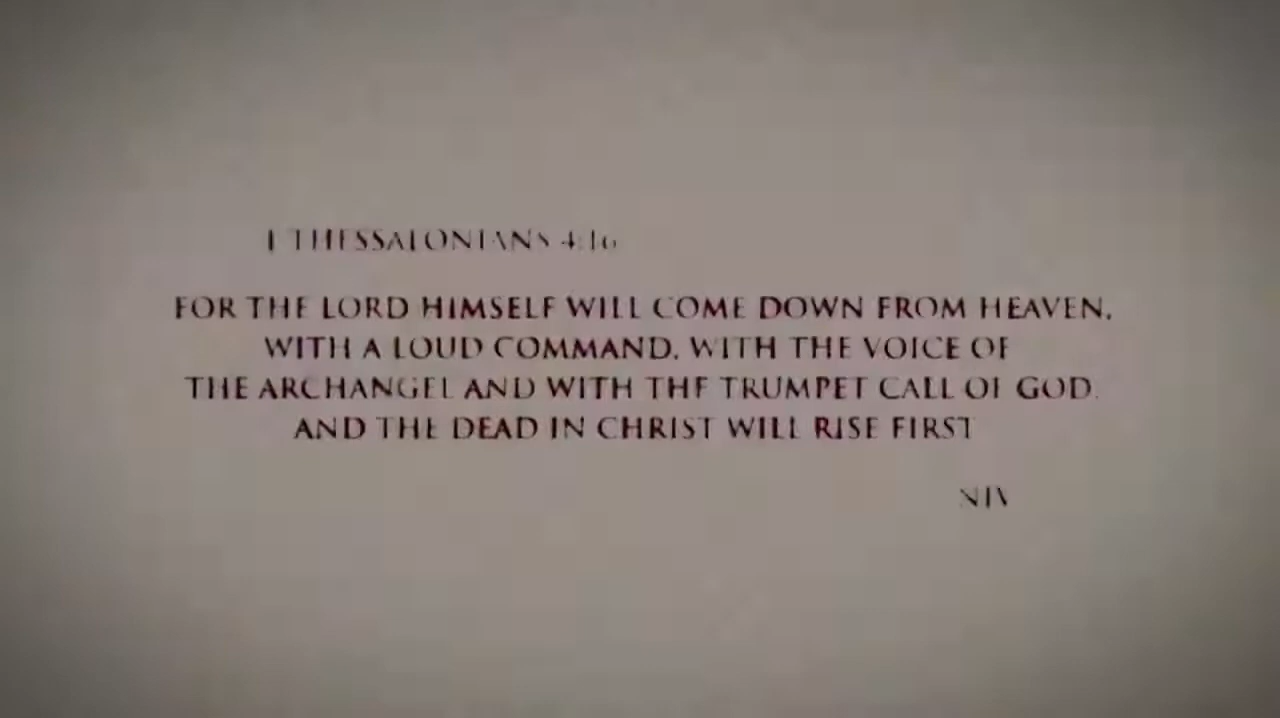 1 THESSALONIANS 4:16
FOR THE LORD HIMSELF WILL COME DOWN FROM HEAVEN,
WITH A LOUD COMMAND, WITH THE VOICE OF
THE ARCHANGEL AND WITH THE TRUMPET CALL OF GOD,
AND THE DEAD IN CHRIST WILL RISE FIRST
NIV